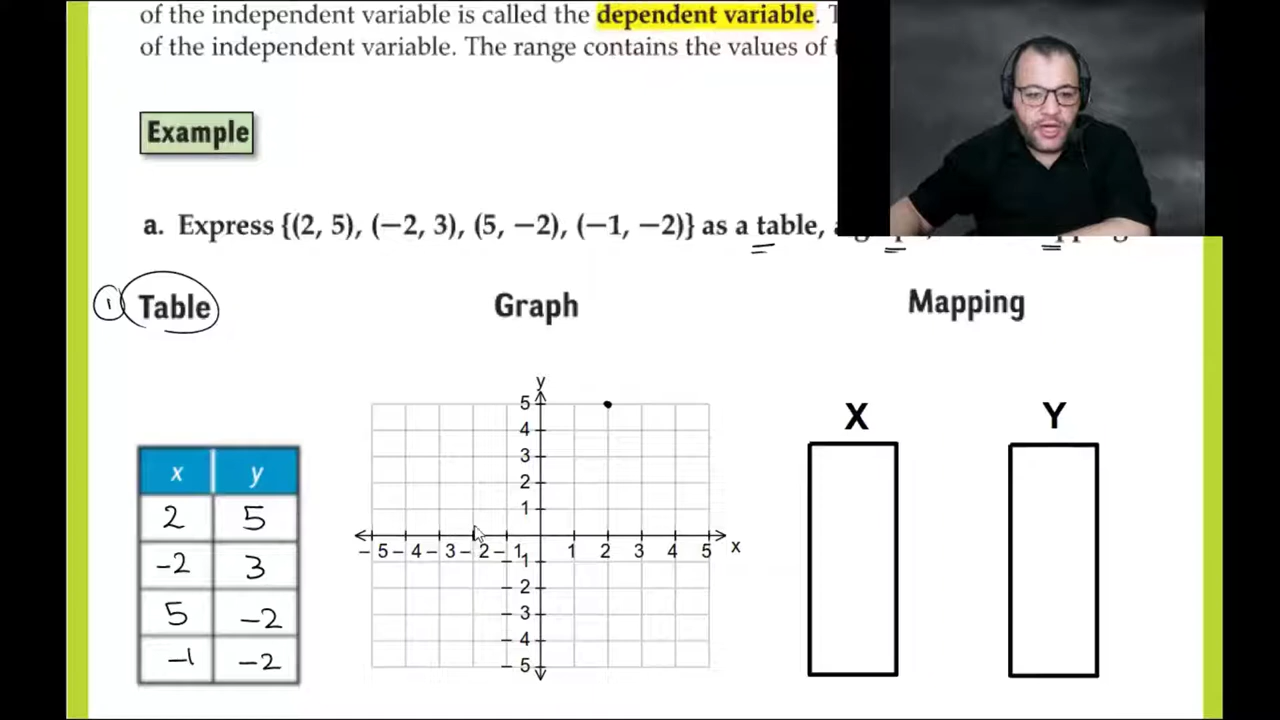 of the independent variable is called the dependent variable.
of the independent variable. The range contains the values of
Example
a. Express {(2, 5), (−2, 3), (5, −2), (−1, −2)} as a table,
1 Table
Graph
Mapping
y
5
4
3
2
1
−5 −4 −3 −2 −1 1 2 3 4 5 x
−1
−2
−3
−4
−5
X Y
x y
2 5
-2 3
5 -2
-1 -2